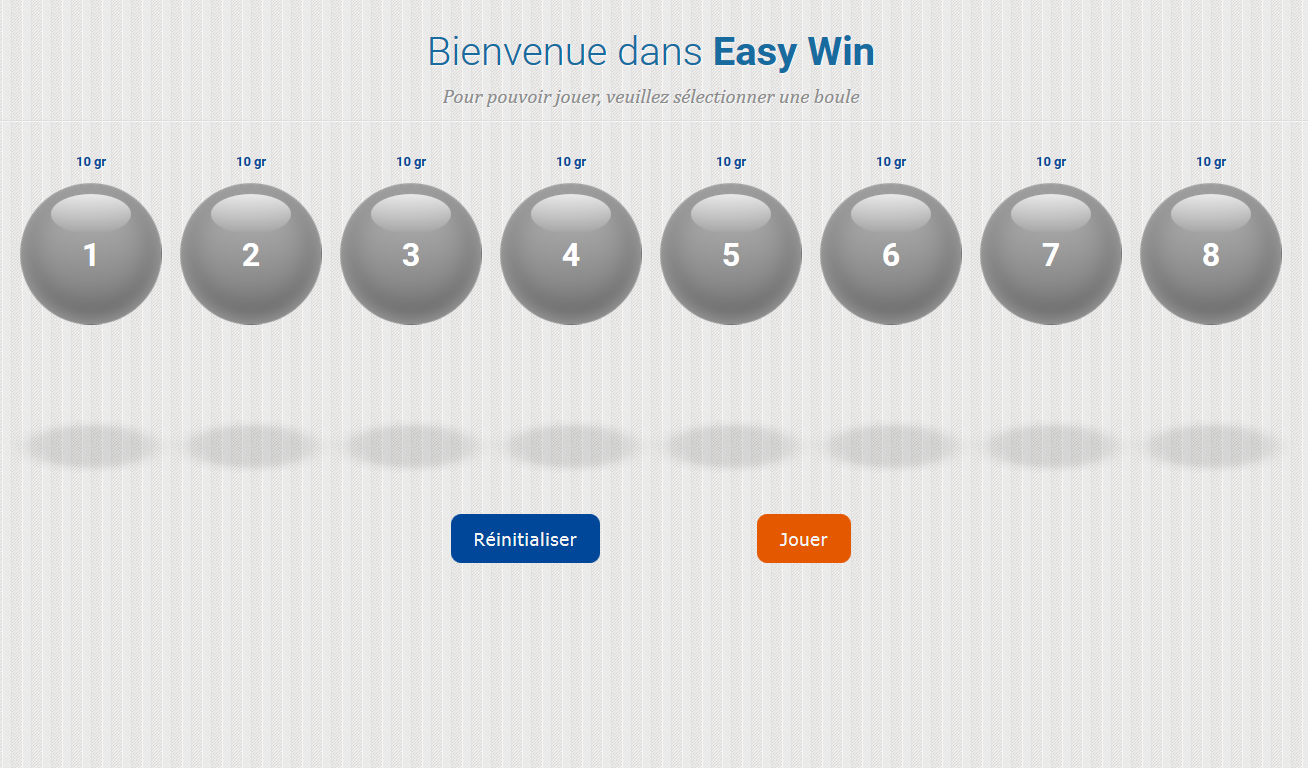 Bienvenue dans Easy Win
Pour pouvoir jouer, veuillez sélectionner une boule
10 gr 10 gr 10 gr 10 gr 10 gr 10 gr 10 gr 10 gr
1 2 3 4 5 6 7 8
Réinitialiser Jouer